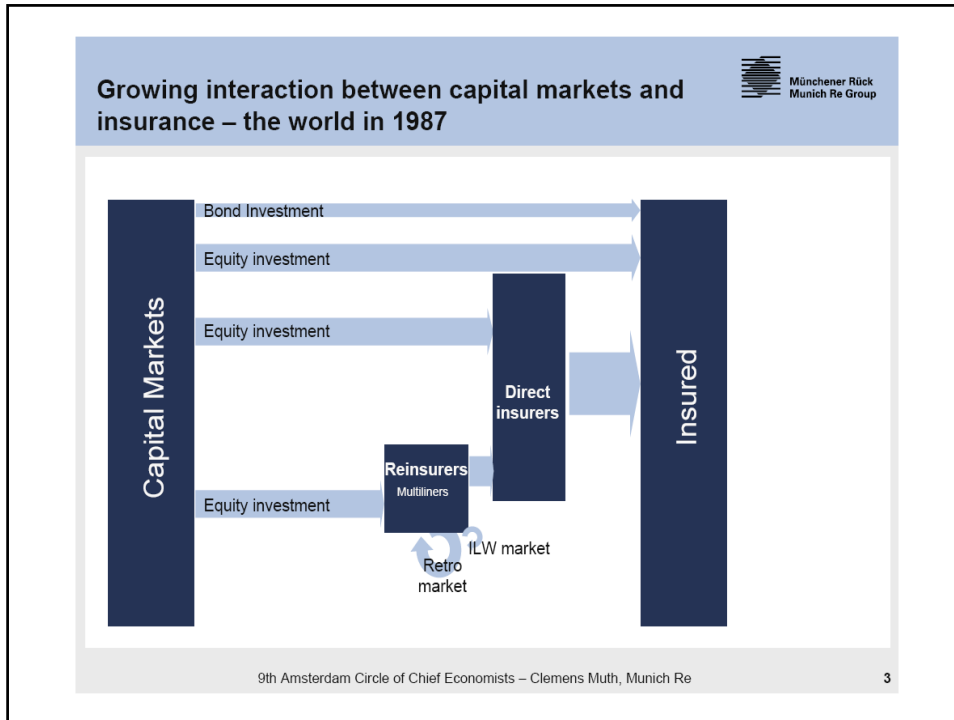 Growing interaction between capital markets and
insurance – the world in 1987
Münchener Rück
Munich Re Group
Capital Markets
Bond Investment
Equity investment
Equity investment
Equity investment
Reinsurers
Multiliners
Direct
insurers
Insured
ILW market
Retro
market
9th Amsterdam Circle of Chief Economists – Clemens Muth, Munich Re
3